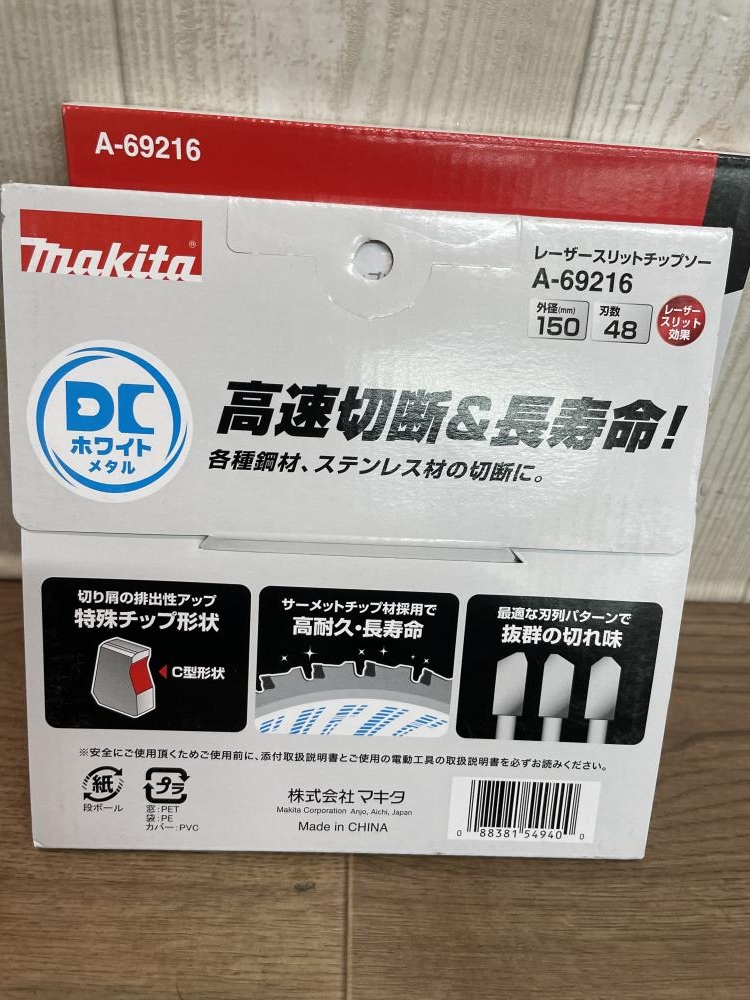 A-69216
makita®
レーザースリットチップソー
A-69216
外径(mm) 150
刃数 48
レーザー
スリット
効果
DC
ホワイト
メタル
高速切断&長寿命!
各種鋼材、ステンレス材の切断に。
切り屑の排出性アップ
特殊チップ形状
C型形状
サーメットチップ材採用で
高耐久・長寿命
最適な刃列パターンで
抜群の切れ味
※安全にご使用頂くためご使用前に、添付取扱説明書とご使用の電動工具の取扱説明書を必ずお読みください。
紙
段ボール
プラ
窓:PET
袋:PE
カバー:PVC
株式会社マキタ
Makita Corporation Anjo, Aichi, Japan
Made in CHINA
0 88381 54940 0